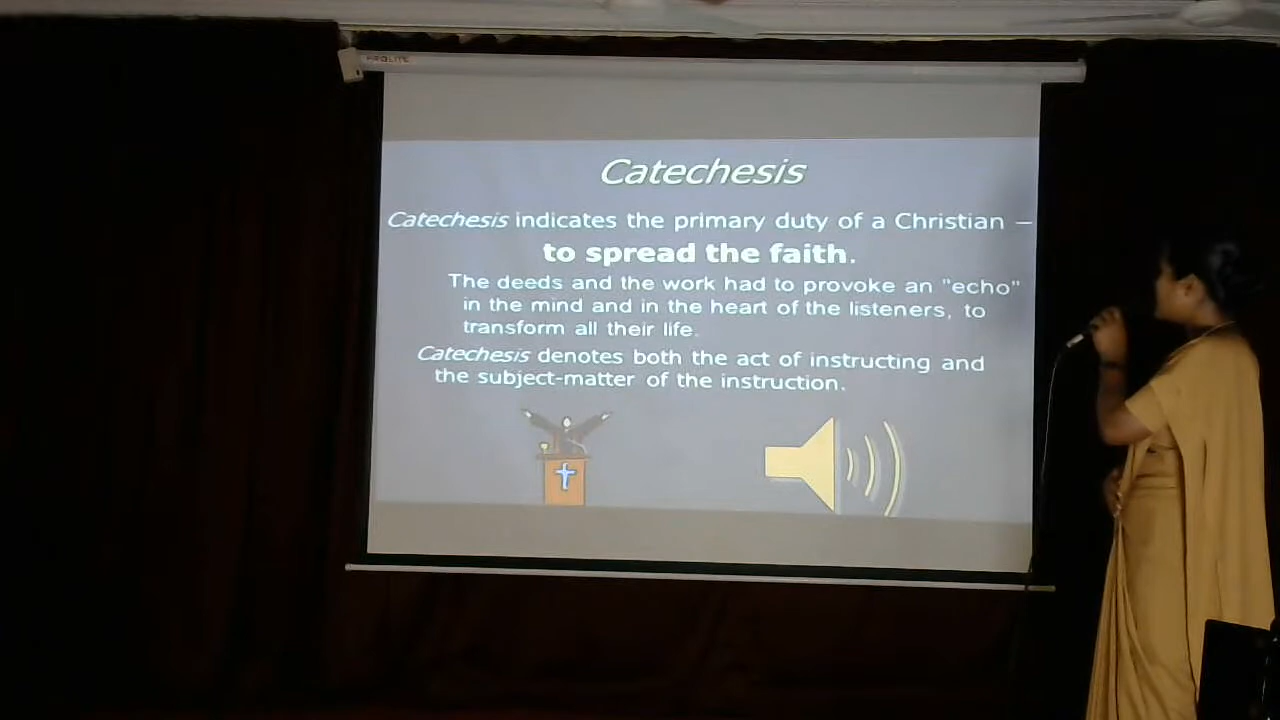 PROLITE
Catechesis
Catechesis indicates the primary duty of a Christian –
to spread the faith.
The deeds and the work had to provoke an "echo"
in the mind and in the heart of the listeners, to
transform all their life.
Catechesis denotes both the act of instructing and
the subject-matter of the instruction.